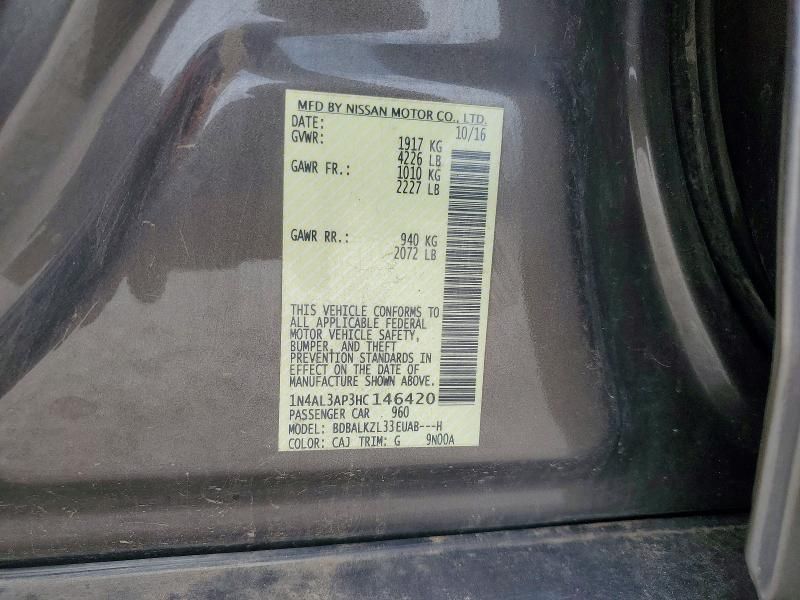 MFD BY NISSAN MOTOR CO., LTD.
DATE: 10/16
GVWR: 1917 KG
4226 LB
GAWR FR.: 1010 KG
2227 LB
GAWR RR.: 940 KG
2072 LB
THIS VEHICLE CONFORMS TO
ALL APPLICABLE FEDERAL
MOTOR VEHICLE SAFETY,
BUMPER, AND THEFT
PREVENTION STANDARDS IN
EFFECT ON THE DATE OF
MANUFACTURE SHOWN ABOVE.
1N4AL3AP3HC 146420
PASSENGER CAR 960
MODEL: BDBALKZL33EUAB---H
COLOR: CAJ TRIM: G 9N00A